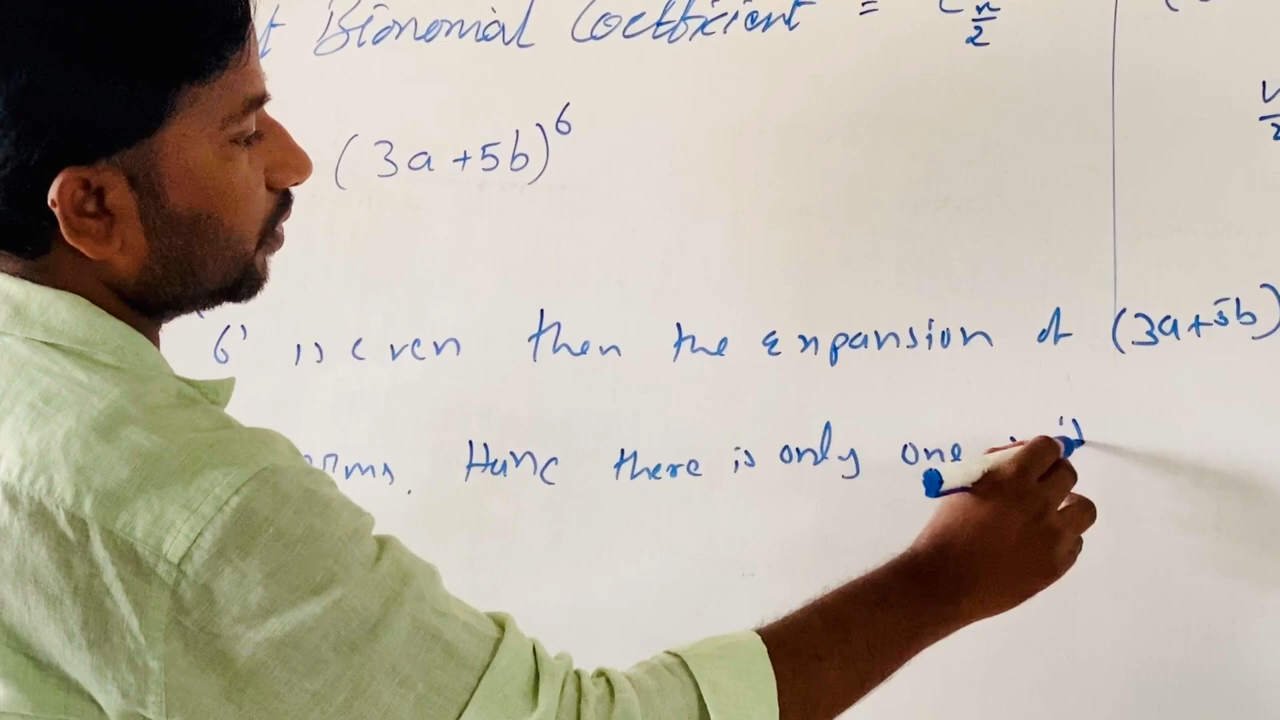 t Binomial Coefficient = C n/2
(3a+5b)^6
'6' is even then the Expansion of (3a+5b)
rms. Hence there is only one